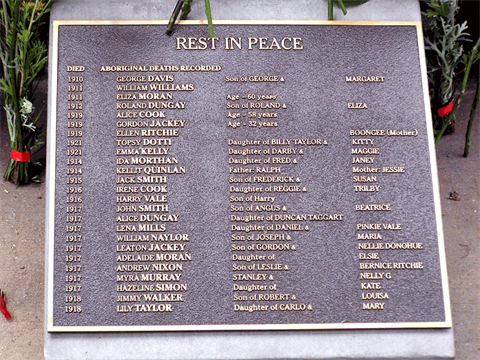 REST IN PEACE
DIED ABORIGINAL DEATHS RECORDED
1910 GEORGE DAVIS Son of GEORGE & MARGARET
1911 WILLIAM WILLIAMS
1911 ELIZA MORAN Age - 60 years
1912 ROLAND DUNGAY Son of ROLAND & ELIZA
1919 ALICE COOK Age - 58 years
1919 GORDON JACKEY Age - 32 years
1919 ELLEN RITCHIE BOONGEE (Mother)
1921 TOPSY DOTTI Daughter of BILLY TAYLOR & KITTY
1921 EMMA KELLY Daughter of DARBY & MAGGIE
1914 IDA MORTHAN Daughter of FRED & JANEY
1914 KELLIT QUINLAN Father: RALPH Mother: JESSIE
1915 JACK SMITH Son of FREDERICK & SUSAN
1916 IRENE COOK Daughter of REGGIE & TRILBY
1916 HARRY VALE Son of HARRY
1917 JOHN SMITH Son of ANGUS & BEATRICE
1917 ALICE DUNGAY Daughter of DUNCAN TAGGART
1917 LENA MILLS Daughter of DANIEL & PINKIE VALE
1917 WILLIAM NAYLOR Son of JOSEPH & MARIA
1917 LEATON JACKEY Son of GORDON & NELLIE DONOHUE
1917 ADELAIDE MORAN Daughter of ELSIE
1917 ANDREW NIXON Son of LESLIE & BERNICE RITCHIE
1917 MYRA MURRAY STANLEY & NELLY G
1917 HAZELINE SIMON Daughter of KATE
1918 JIMMY WALKER Son of ROBERT & LOUISA
1918 LILY TAYLOR Daughter of CARLO & MARY